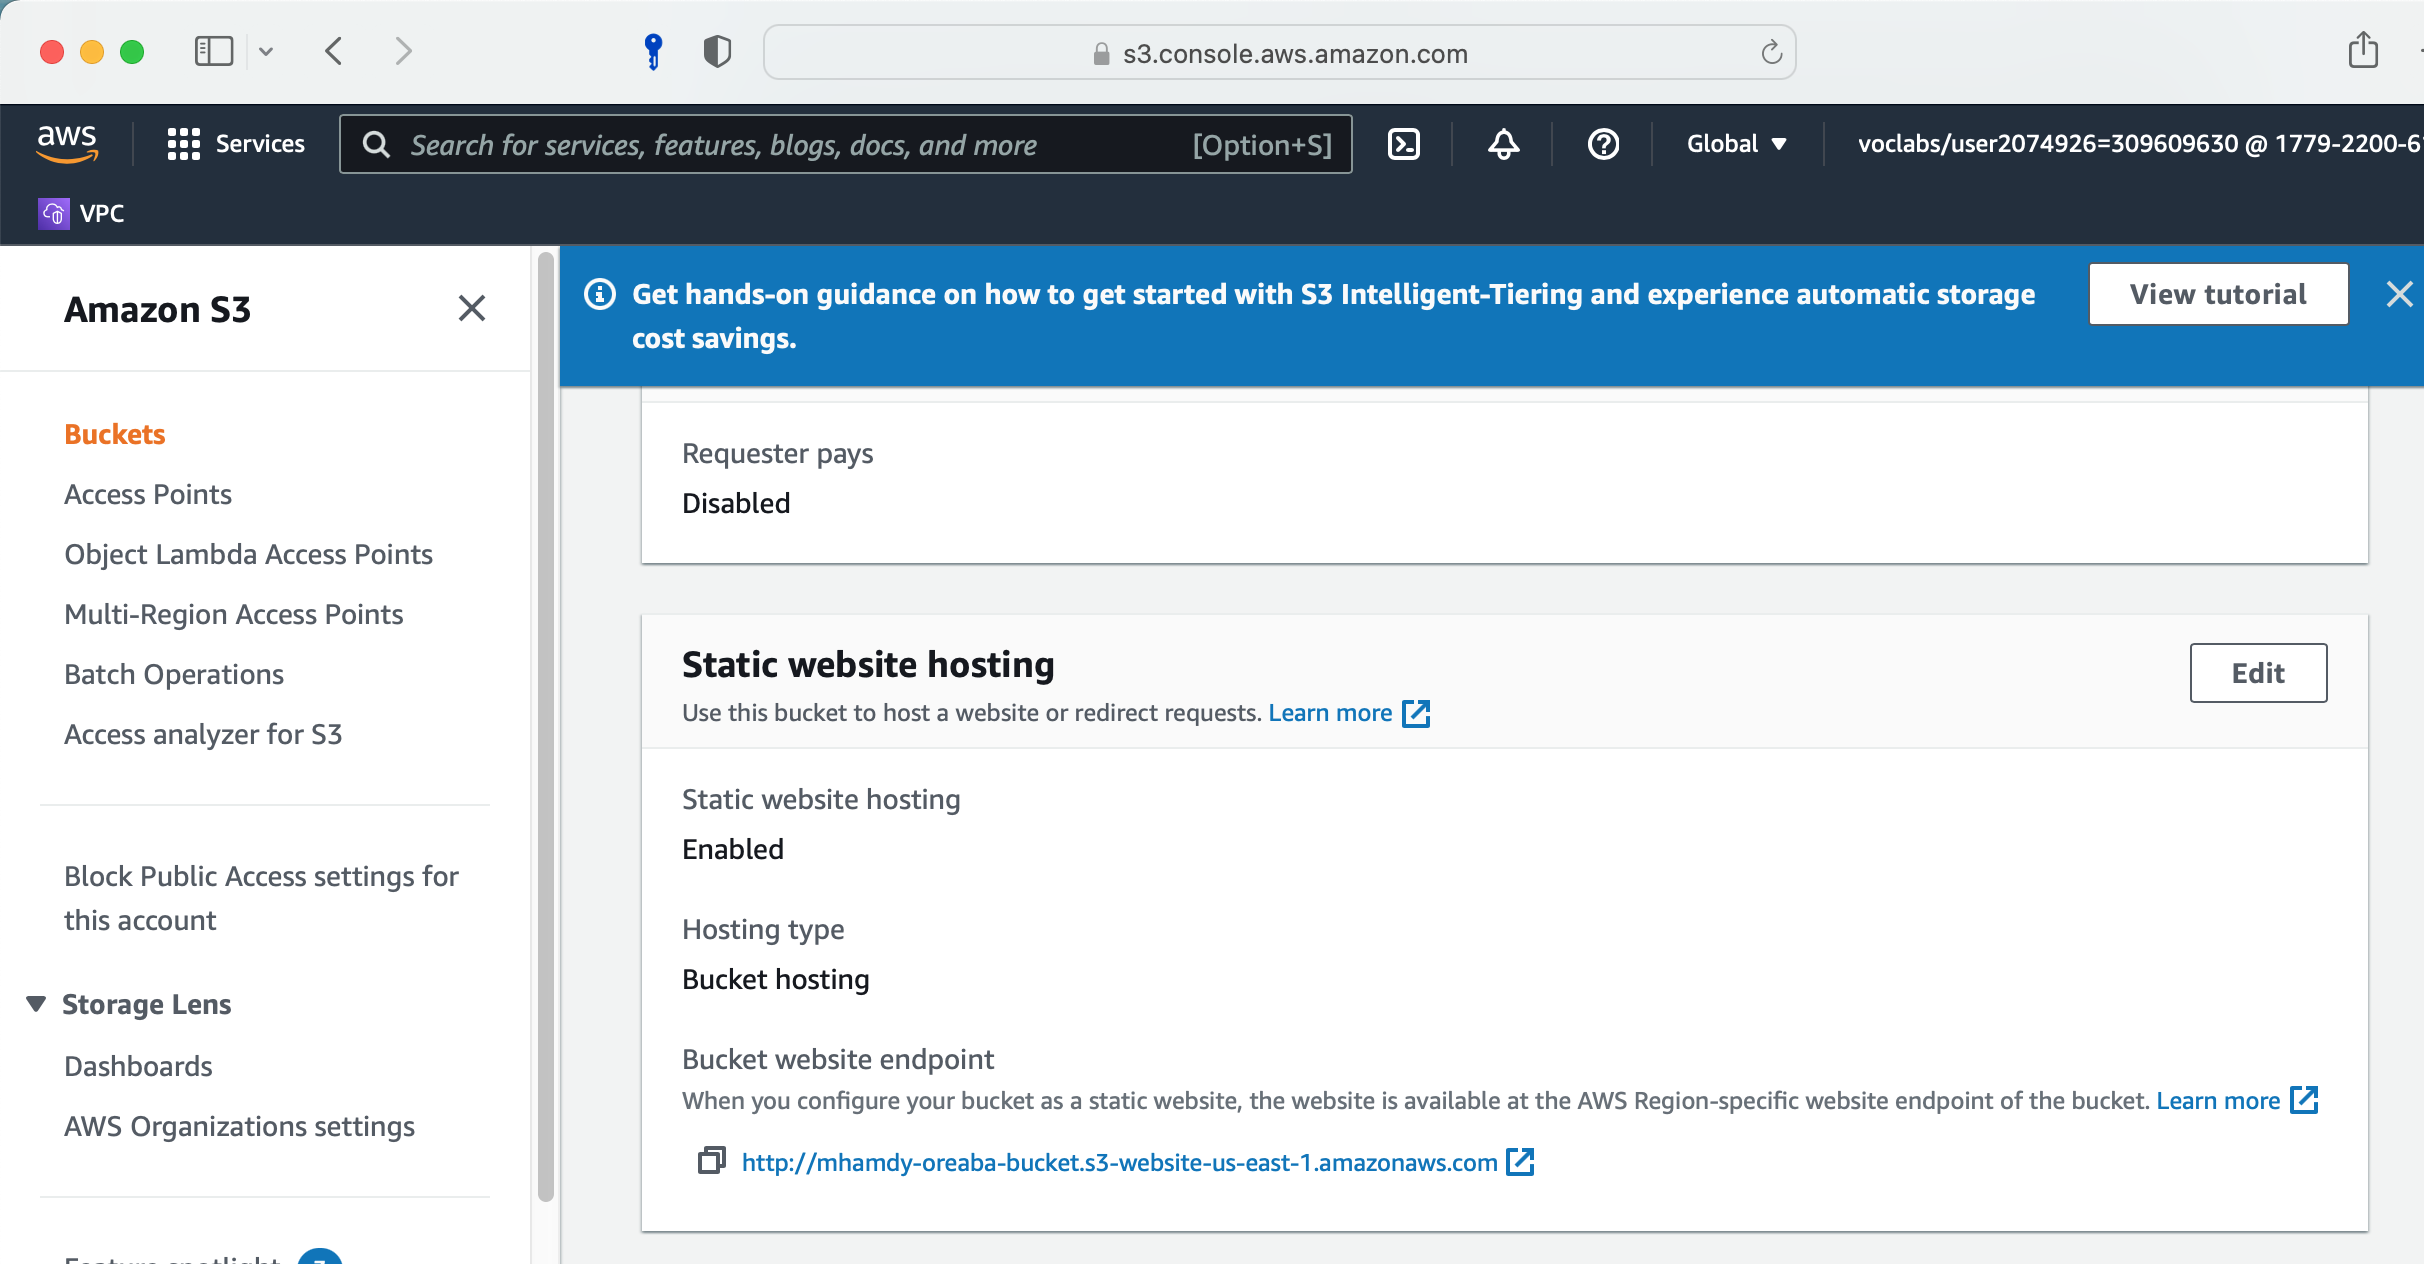 s3.console.aws.amazon.com
aws
Services
Search for services, features, blogs, docs, and more
[Option+S]
Global
voclabs/user2074926=309609630 @ 1779-2200-6
VPC
Amazon S3
Buckets
Access Points
Object Lambda Access Points
Multi-Region Access Points
Batch Operations
Access analyzer for S3
Block Public Access settings for
this account
Storage Lens
Dashboards
AWS Organizations settings
Feature spotlight
Get hands-on guidance on how to get started with S3 Intelligent-Tiering and experience automatic storage
cost savings.
View tutorial
Requester pays
Disabled
Static website hosting
Edit
Use this bucket to host a website or redirect requests. Learn more
Static website hosting
Enabled
Hosting type
Bucket hosting
Bucket website endpoint
When you configure your bucket as a static website, the website is available at the AWS Region-specific website endpoint of the bucket. Learn more
http://mhamdy-oreaba-bucket.s3-website-us-east-1.amazonaws.com